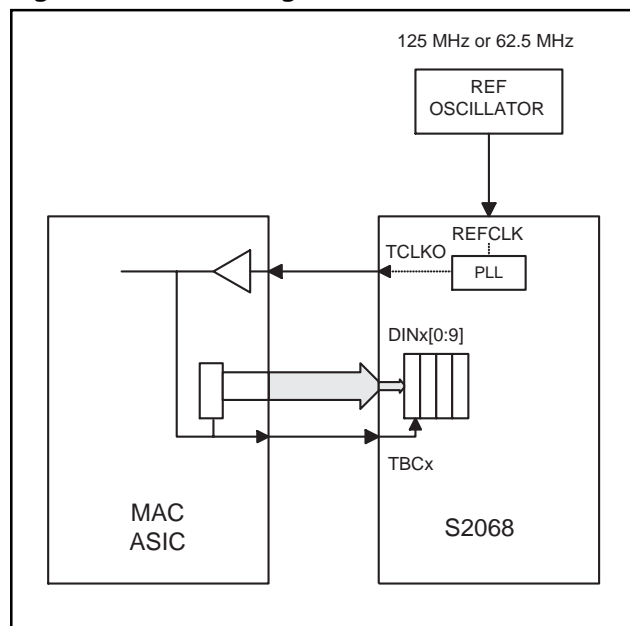 125 MHz or 62.5 MHz
REF
OSCILLATOR
REFCLK
TCLKO
PLL
DINx[0:9]
TBCx
MAC
ASIC
S2068